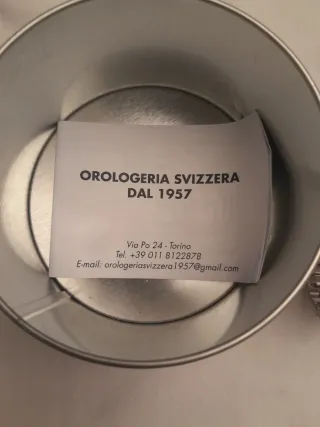 OROLOGERIA SVIZZERA
DAL 1957
Via Po 24 - Torino
Tel. +39 011 8122878
E-mail: orologeriasvizzera1957@gmail.com